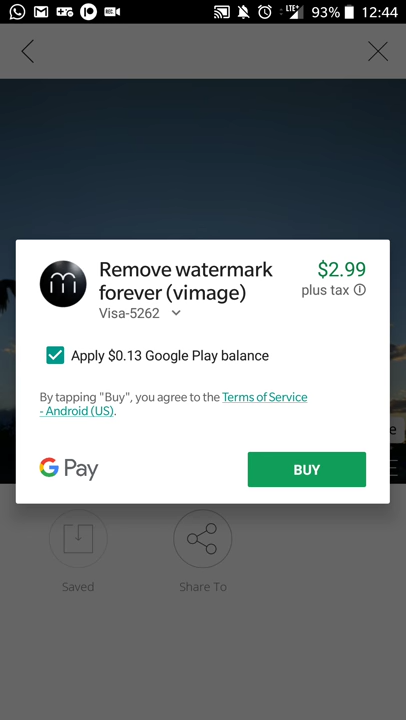 93% 12:44
Remove watermark $2.99
forever (vimage) plus tax
Visa-5262
Apply $0.13 Google Play balance
By tapping "Buy", you agree to the Terms of Service
- Android (US).
G Pay BUY
Saved Share To